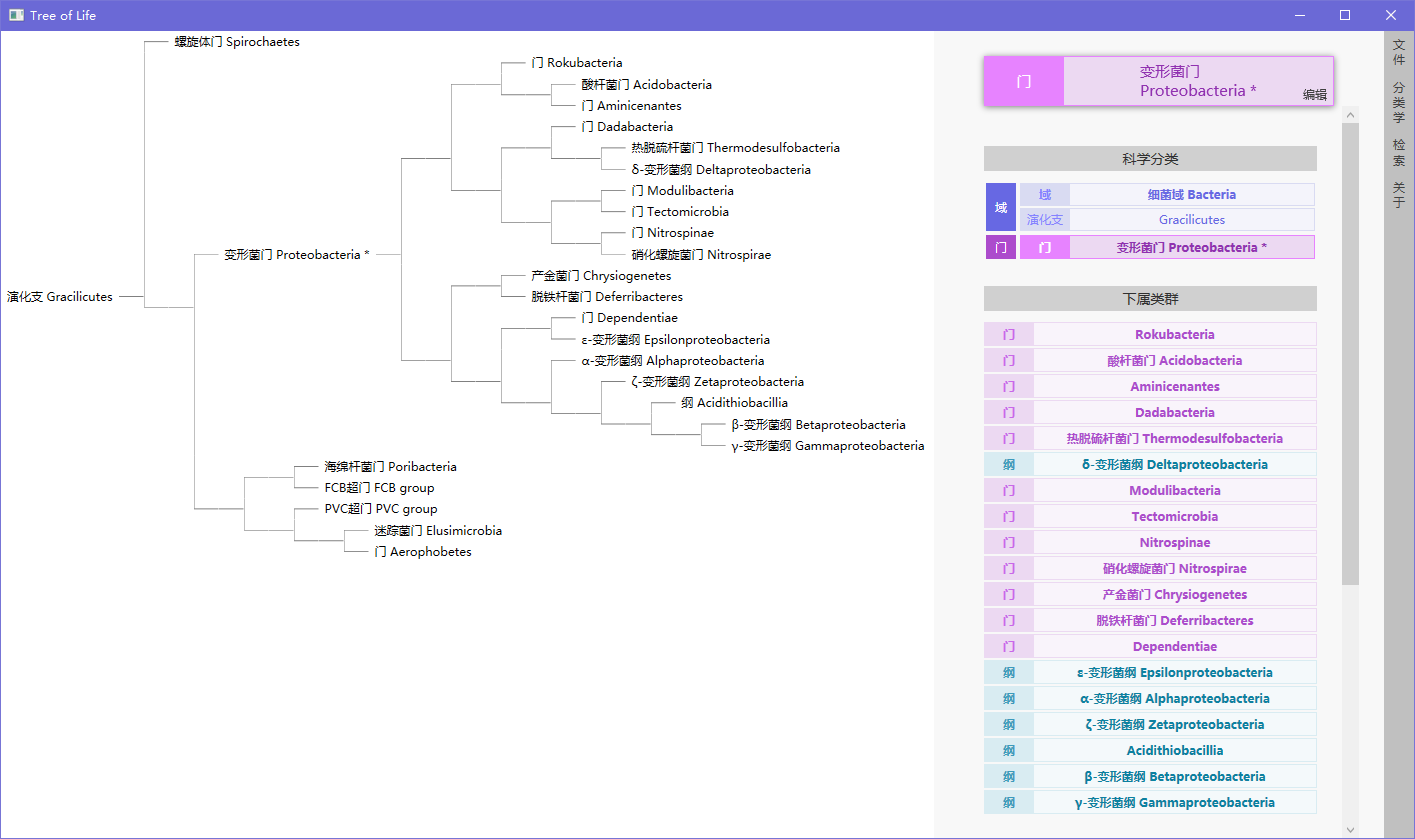 Tree of Life
螺旋体门 Spirochaetes
门 Rokubacteria
酸杆菌门 Acidobacteria
门 Aminicenantes
门 Dadabacteria
热脱硫杆菌门 Thermodesulfobacteria
δ-变形菌纲 Deltaproteobacteria
门 Modulibacteria
门 Tectomicrobia
门 Nitrospinae
变形菌门 Proteobacteria *
硝化螺旋菌门 Nitrospirae
产金菌门 Chrysiogenetes
演化支 Gracilicutes
脱铁杆菌门 Deferribacteres
门 Dependentiae
ε-变形菌纲 Epsilonproteobacteria
α-变形菌纲 Alphaproteobacteria
ζ-变形菌纲 Zetaproteobacteria
纲 Acidithiobacillia
β-变形菌纲 Betaproteobacteria
γ-变形菌纲 Gammaproteobacteria
海绵杆菌门 Poribacteria
FCB超门 FCB group
PVC超门 PVC group
迷踪菌门 Elusimicrobia
门 Aerophobetes
门
变形菌门
Proteobacteria *
编辑
科学分类
域
域 细菌域 Bacteria
演化支 Gracilicutes
门 门 变形菌门 Proteobacteria *
下属类群
门 Rokubacteria
门 酸杆菌门 Acidobacteria
门 Aminicenantes
门 Dadabacteria
门 热脱硫杆菌门 Thermodesulfobacteria
纲 δ-变形菌纲 Deltaproteobacteria
门 Modulibacteria
门 Tectomicrobia
门 Nitrospinae
门 硝化螺旋菌门 Nitrospirae
门 产金菌门 Chrysiogenetes
门 脱铁杆菌门 Deferribacteres
门 Dependentiae
纲 ε-变形菌纲 Epsilonproteobacteria
纲 α-变形菌纲 Alphaproteobacteria
纲 ζ-变形菌纲 Zetaproteobacteria
纲 Acidithiobacillia
纲 β-变形菌纲 Betaproteobacteria
纲 γ-变形菌纲 Gammaproteobacteria
文件
分类学
检索
关于